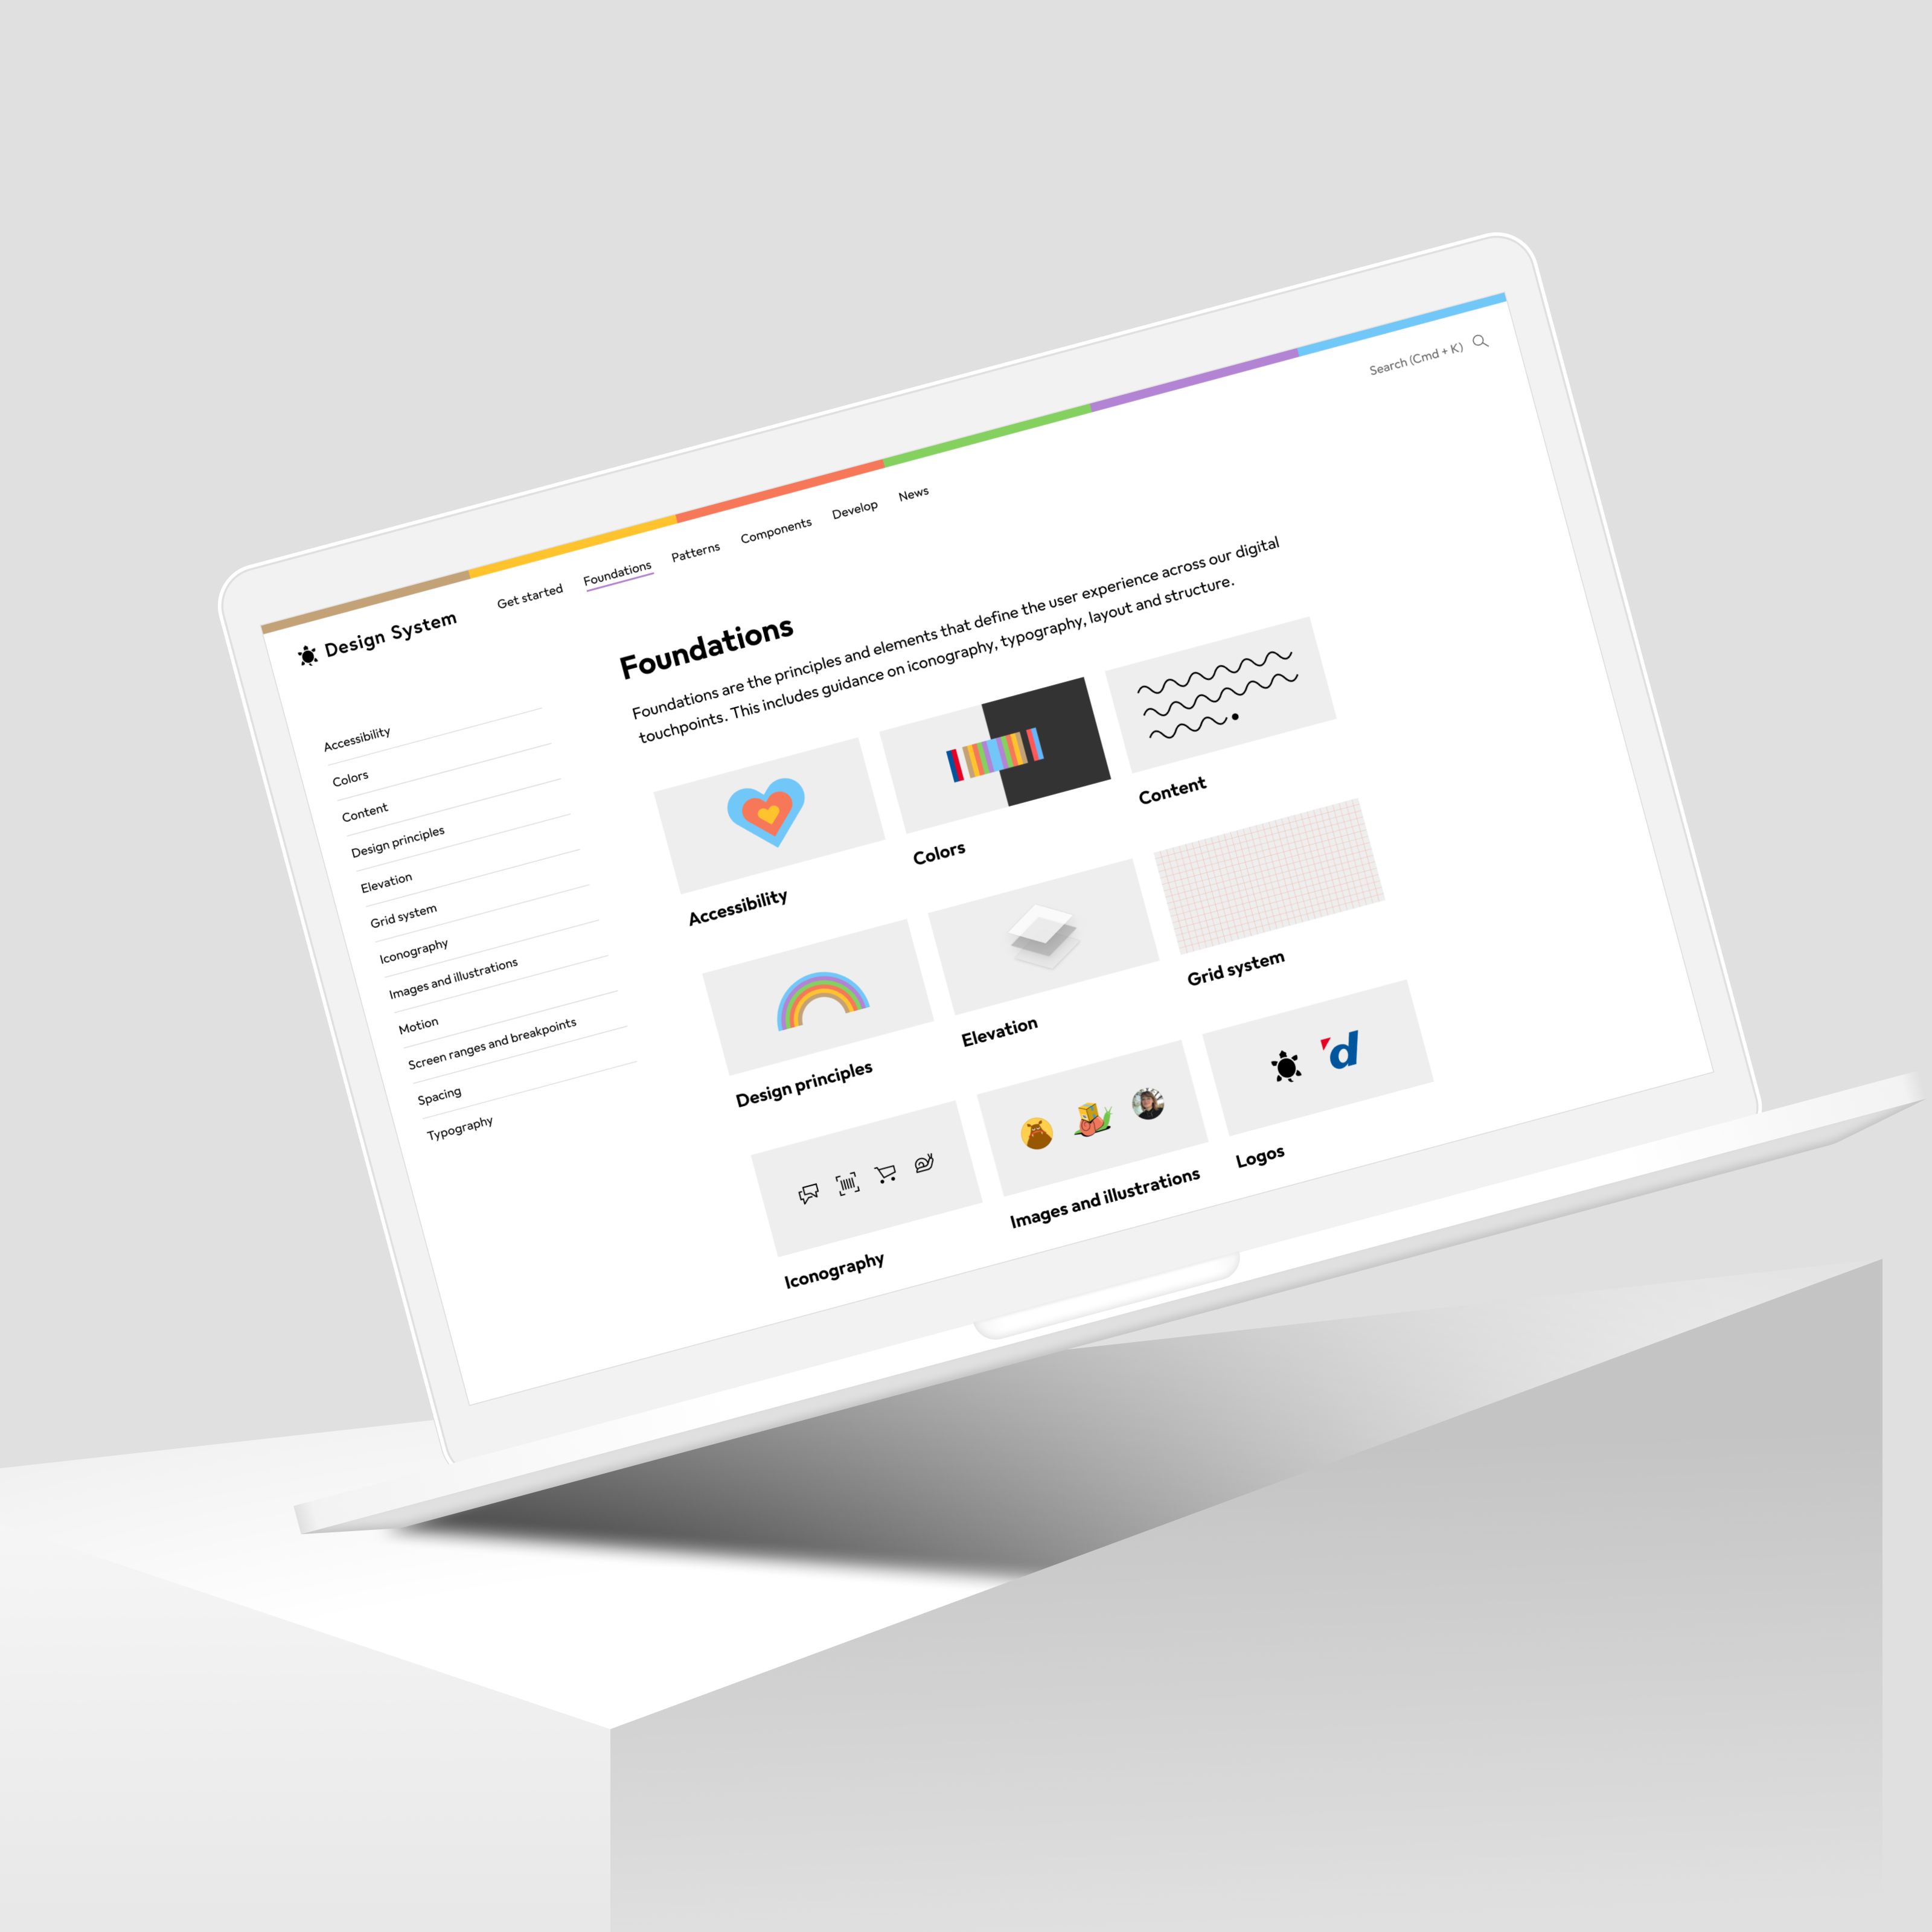 Design System
Get started
Foundations
Patterns
Components
Develop
News
Search (Cmd + K)
Accessibility
Colors
Content
Design principles
Elevation
Grid system
Iconography
Images and illustrations
Motion
Screen ranges and breakpoints
Spacing
Typography
Foundations
Foundations are the principles and elements that define the user experience across our digital
touchpoints. This includes guidance on iconography, typography, layout and structure.
Accessibility
Colors
Content
Design principles
Elevation
Grid system
Iconography
Images and illustrations
d
Logos